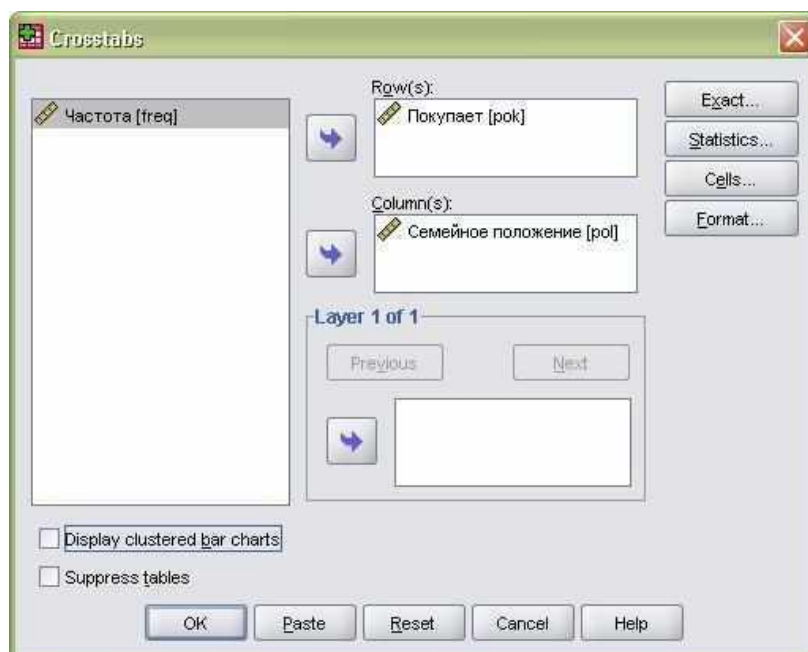 Crosstabs
Частота [freq]
Row(s):
Покупает [pok]
Column(s):
Семейное положение [pol]
Layer 1 of 1
Previous
Next
Exact...
Statistics...
Cells...
Format...
Display clustered bar charts
Suppress tables
OK
Paste
Reset
Cancel
Help